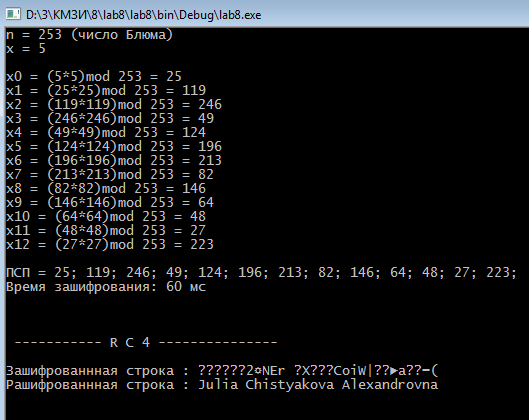 D:\3\КМЗИ\8\lab8\lab8\bin\Debug\lab8.exe
n = 253 (число Блюма)
x = 5
x0 = (5*5)mod 253 = 25
x1 = (25*25)mod 253 = 119
x2 = (119*119)mod 253 = 246
x3 = (246*246)mod 253 = 49
x4 = (49*49)mod 253 = 124
x5 = (124*124)mod 253 = 196
x6 = (196*196)mod 253 = 213
x7 = (213*213)mod 253 = 82
x8 = (82*82)mod 253 = 146
x9 = (146*146)mod 253 = 64
x10 = (64*64)mod 253 = 48
x11 = (48*48)mod 253 = 27
x12 = (27*27)mod 253 = 223
ПСП = 25; 119; 246; 49; 124; 196; 213; 82; 146; 64; 48; 27; 223;
Время зашифрования: 60 мс
----------- R C 4 ---------------
Зашифрованнная строка : ??????2¤NEr ?X???CoiW|??►a??━(
Рашифрованнная строка : Julia Chistyakova Alexandrovna